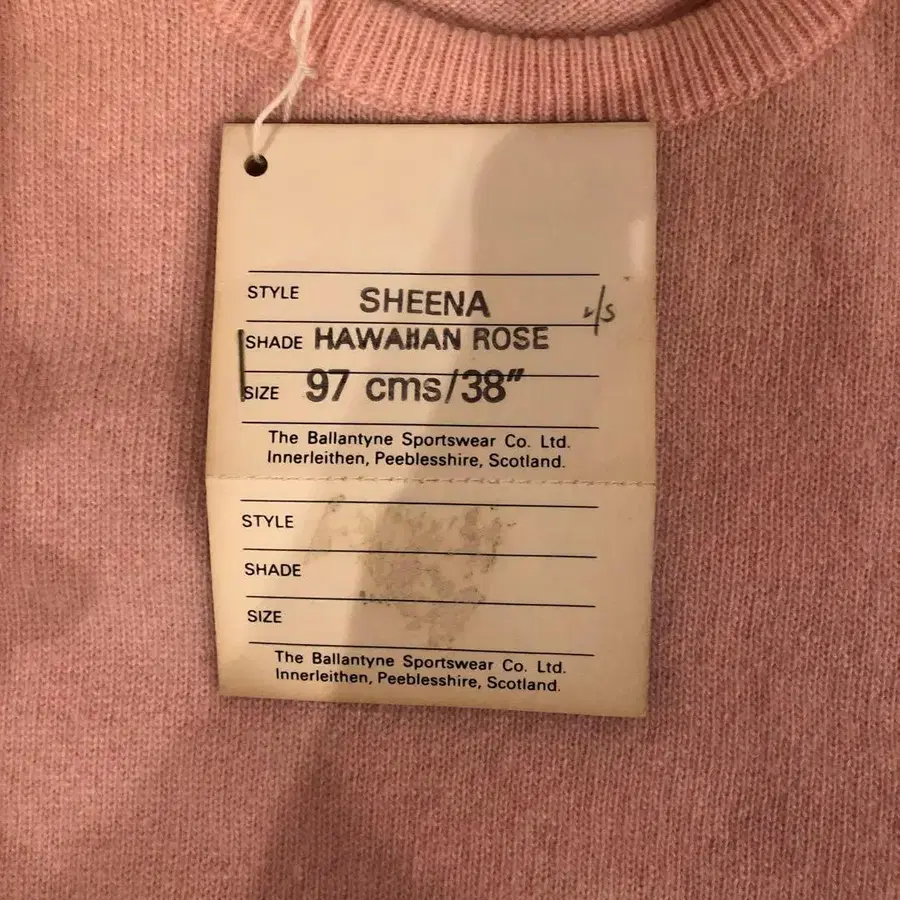 STYLE SHEENA
SHADE HAWAIIAN ROSE
SIZE 97 cms/38"
The Ballantyne Sportswear Co. Ltd.
Innerleithen, Peeblesshire, Scotland.
STYLE
SHADE
SIZE
The Ballantyne Sportswear Co. Ltd.
Innerleithen, Peeblesshire, Scotland.